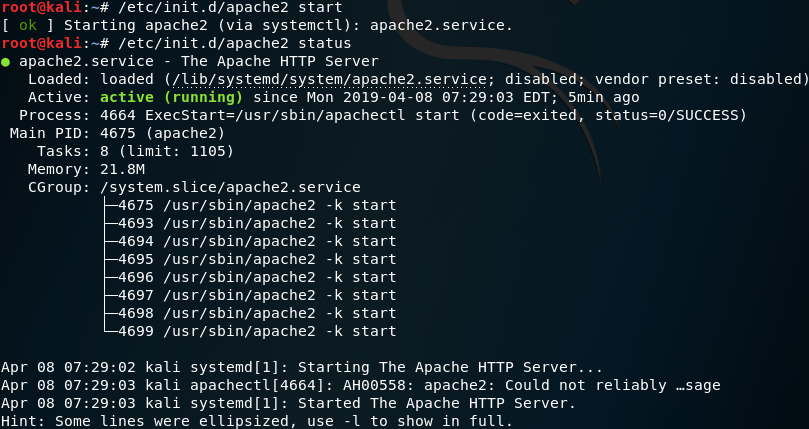 root@kali:~# /etc/init.d/apache2 start
[ ok ] Starting apache2 (via systemctl): apache2.service.
root@kali:~# /etc/init.d/apache2 status
● apache2.service - The Apache HTTP Server
   Loaded: loaded (/lib/systemd/system/apache2.service; disabled; vendor preset: disabled)
   Active: active (running) since Mon 2019-04-08 07:29:03 EDT; 5min ago
  Process: 4664 ExecStart=/usr/sbin/apachectl start (code=exited, status=0/SUCCESS)
 Main PID: 4675 (apache2)
    Tasks: 8 (limit: 1105)
   Memory: 21.8M
   CGroup: /system.slice/apache2.service
           ├─4675 /usr/sbin/apache2 -k start
           ├─4693 /usr/sbin/apache2 -k start
           ├─4694 /usr/sbin/apache2 -k start
           ├─4695 /usr/sbin/apache2 -k start
           ├─4696 /usr/sbin/apache2 -k start
           ├─4697 /usr/sbin/apache2 -k start
           ├─4698 /usr/sbin/apache2 -k start
           └─4699 /usr/sbin/apache2 -k start

Apr 08 07:29:02 kali systemd[1]: Starting The Apache HTTP Server...
Apr 08 07:29:03 kali apachectl[4664]: AH00558: apache2: Could not reliably …sage
Apr 08 07:29:03 kali systemd[1]: Started The Apache HTTP Server.
Hint: Some lines were ellipsized, use -l to show in full.